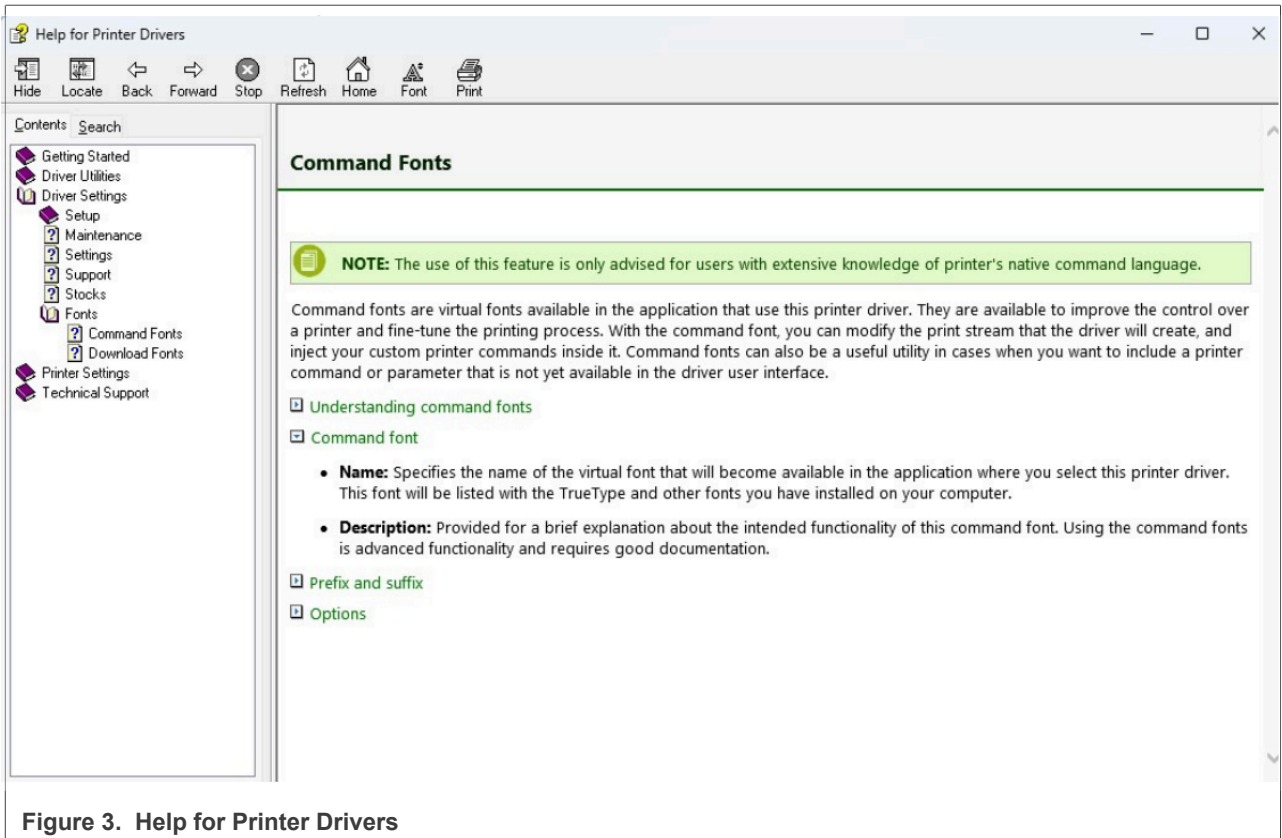 Help for Printer Drivers
Hide Locate Back Forward Stop Refresh Home Font Print
Contents Search
Getting Started
Driver Utilities
Driver Settings
Setup
Maintenance
Settings
Support
Stocks
Fonts
Command Fonts
Download Fonts
Printer Settings
Technical Support
Command Fonts
NOTE: The use of this feature is only advised for users with extensive knowledge of printer's native command language.
Command fonts are virtual fonts available in the application that use this printer driver. They are available to improve the control over
a printer and fine-tune the printing process. With the command font, you can modify the print stream that the driver will create, and
inject your custom printer commands inside it. Command fonts can also be a useful utility in cases when you want to include a printer
command or parameter that is not yet available in the driver user interface.
Understanding command fonts
Command font
• Name: Specifies the name of the virtual font that will become available in the application where you select this printer driver.
This font will be listed with the TrueType and other fonts you have installed on your computer.
• Description: Provided for a brief explanation about the intended functionality of this command font. Using the command fonts
is advanced functionality and requires good documentation.
Prefix and suffix
Options
Figure 3. Help for Printer Drivers